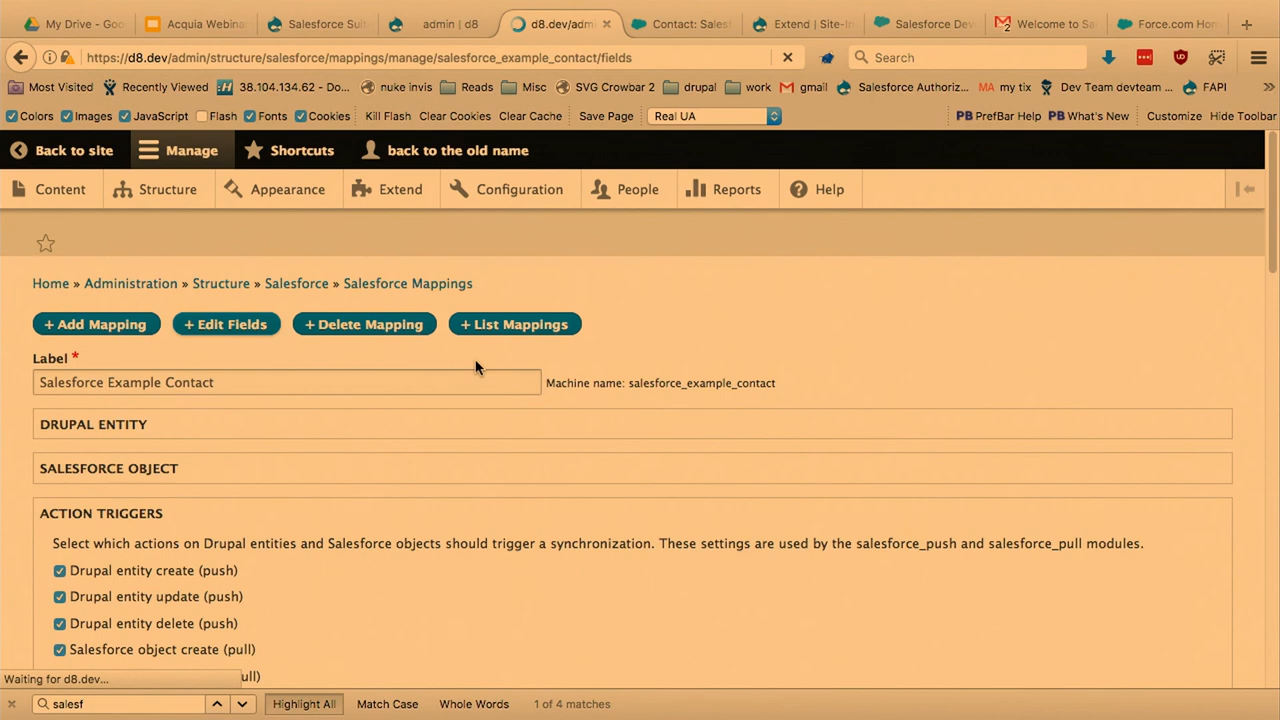 My Drive - Goo
Acquia Webina
Salesforce Suit
admin | d8
d8.dev/admi
Contact: Salesf
Extend | Site-In
Salesforce Dev
2 Welcome to Sa
Force.com Hom
https://d8.dev/admin/structure/salesforce/mappings/manage/salesforce_example_contact/fields
Search
Most Visited
Recently Viewed
38.104.134.62 - Do...
nuke invis
Reads
Misc
SVG Crowbar 2
drupal
work
gmail
Salesforce Authoriz...
MA my tix
Dev Team devteam ...
FAPI
Colors
Images
JavaScript
Flash
Fonts
Cookies
Kill Flash
Clear Cookies
Clear Cache
Save Page
Real UA
PB PrefBar Help
PB What's New
Customize
Hide Toolbar
Back to site
Manage
Shortcuts
back to the old name
Content
Structure
Appearance
Extend
Configuration
People
Reports
Help
Home » Administration » Structure » Salesforce » Salesforce Mappings
+ Add Mapping
+ Edit Fields
+ Delete Mapping
+ List Mappings
Label *
Salesforce Example Contact
Machine name: salesforce_example_contact
DRUPAL ENTITY
SALESFORCE OBJECT
ACTION TRIGGERS
Select which actions on Drupal entities and Salesforce objects should trigger a synchronization. These settings are used by the salesforce_push and salesforce_pull modules.
Drupal entity create (push)
Drupal entity update (push)
Drupal entity delete (push)
Salesforce object create (pull)
ull)
Waiting for d8.dev...
salesf
Highlight All
Match Case
Whole Words
1 of 4 matches